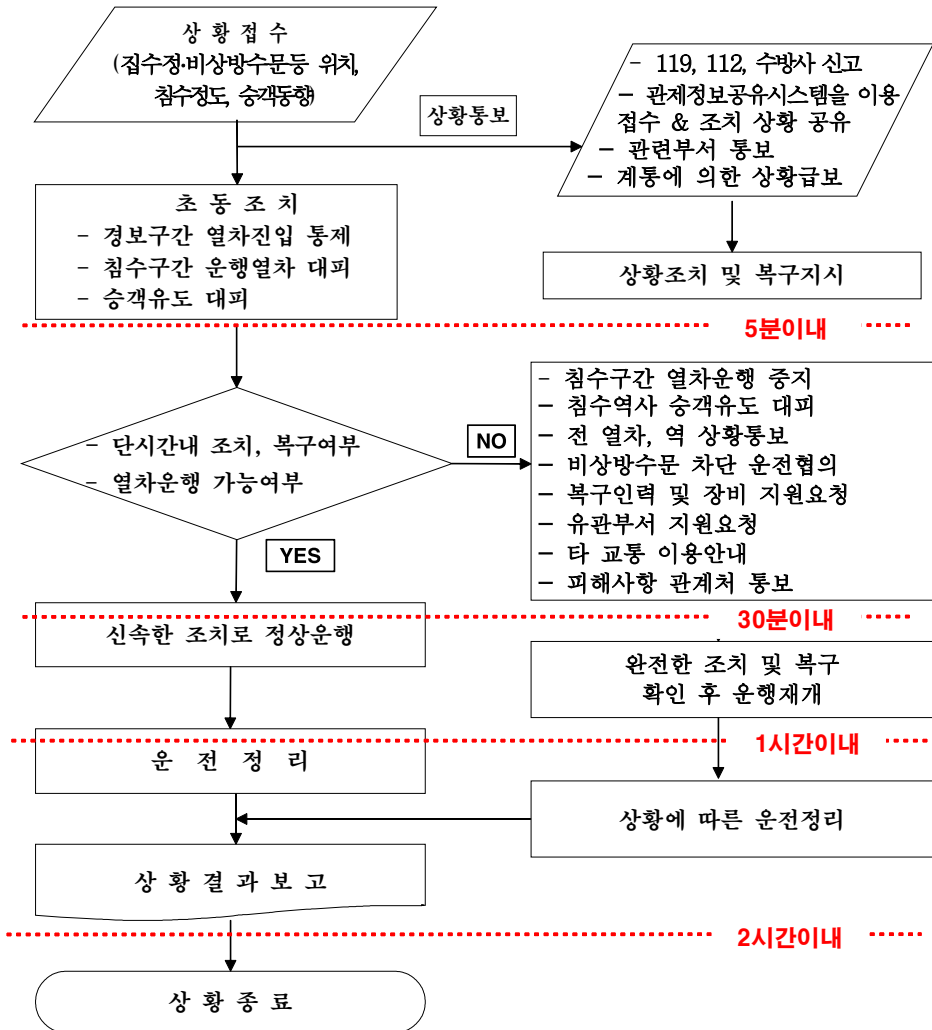 상 황 접 수
(집수정·비상방수문등 위치,
침수정도, 승객동향)
상황통보
- 119, 112, 수방사 신고
- 관제정보공유시스템을 이용
접수 & 조치 상황 공유
- 관련부서 통보
- 계통에 의한 상황급보
초 동 조 치
- 경보구간 열차진입 통제
- 침수구간 운행열차 대피
- 승객유도 대피
상황조치 및 복구지시
5분이내
- 단시간내 조치, 복구여부
- 열차운행 가능여부
NO
YES
- 침수구간 열차운행 중지
- 침수역사 승객유도 대피
- 전 열차, 역 상황통보
- 비상방수문 차단 운전협의
- 복구인력 및 장비 지원요청
- 유관부서 지원요청
- 타 교통 이용안내
- 피해사항 관계처 통보
30분이내
신속한 조치로 정상운행
완전한 조치 및 복구
확인 후 운행재개
1시간이내
운 전 정 리
상황에 따른 운전정리
상 황 결 과 보 고
2시간이내
상 황 종 료